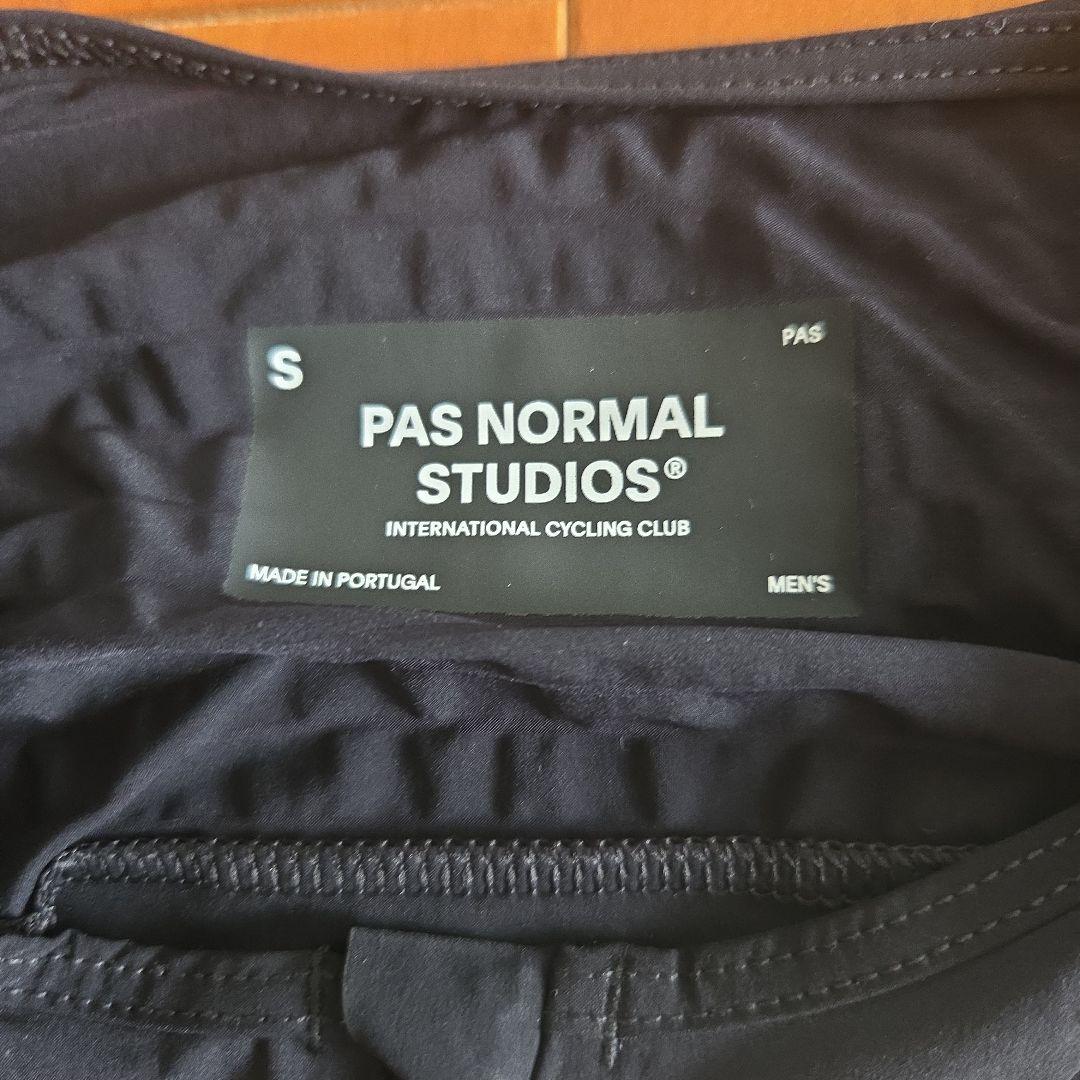 S
PAS
PAS NORMAL
STUDIOS®
INTERNATIONAL CYCLING CLUB
MADE IN PORTUGAL
MEN'S